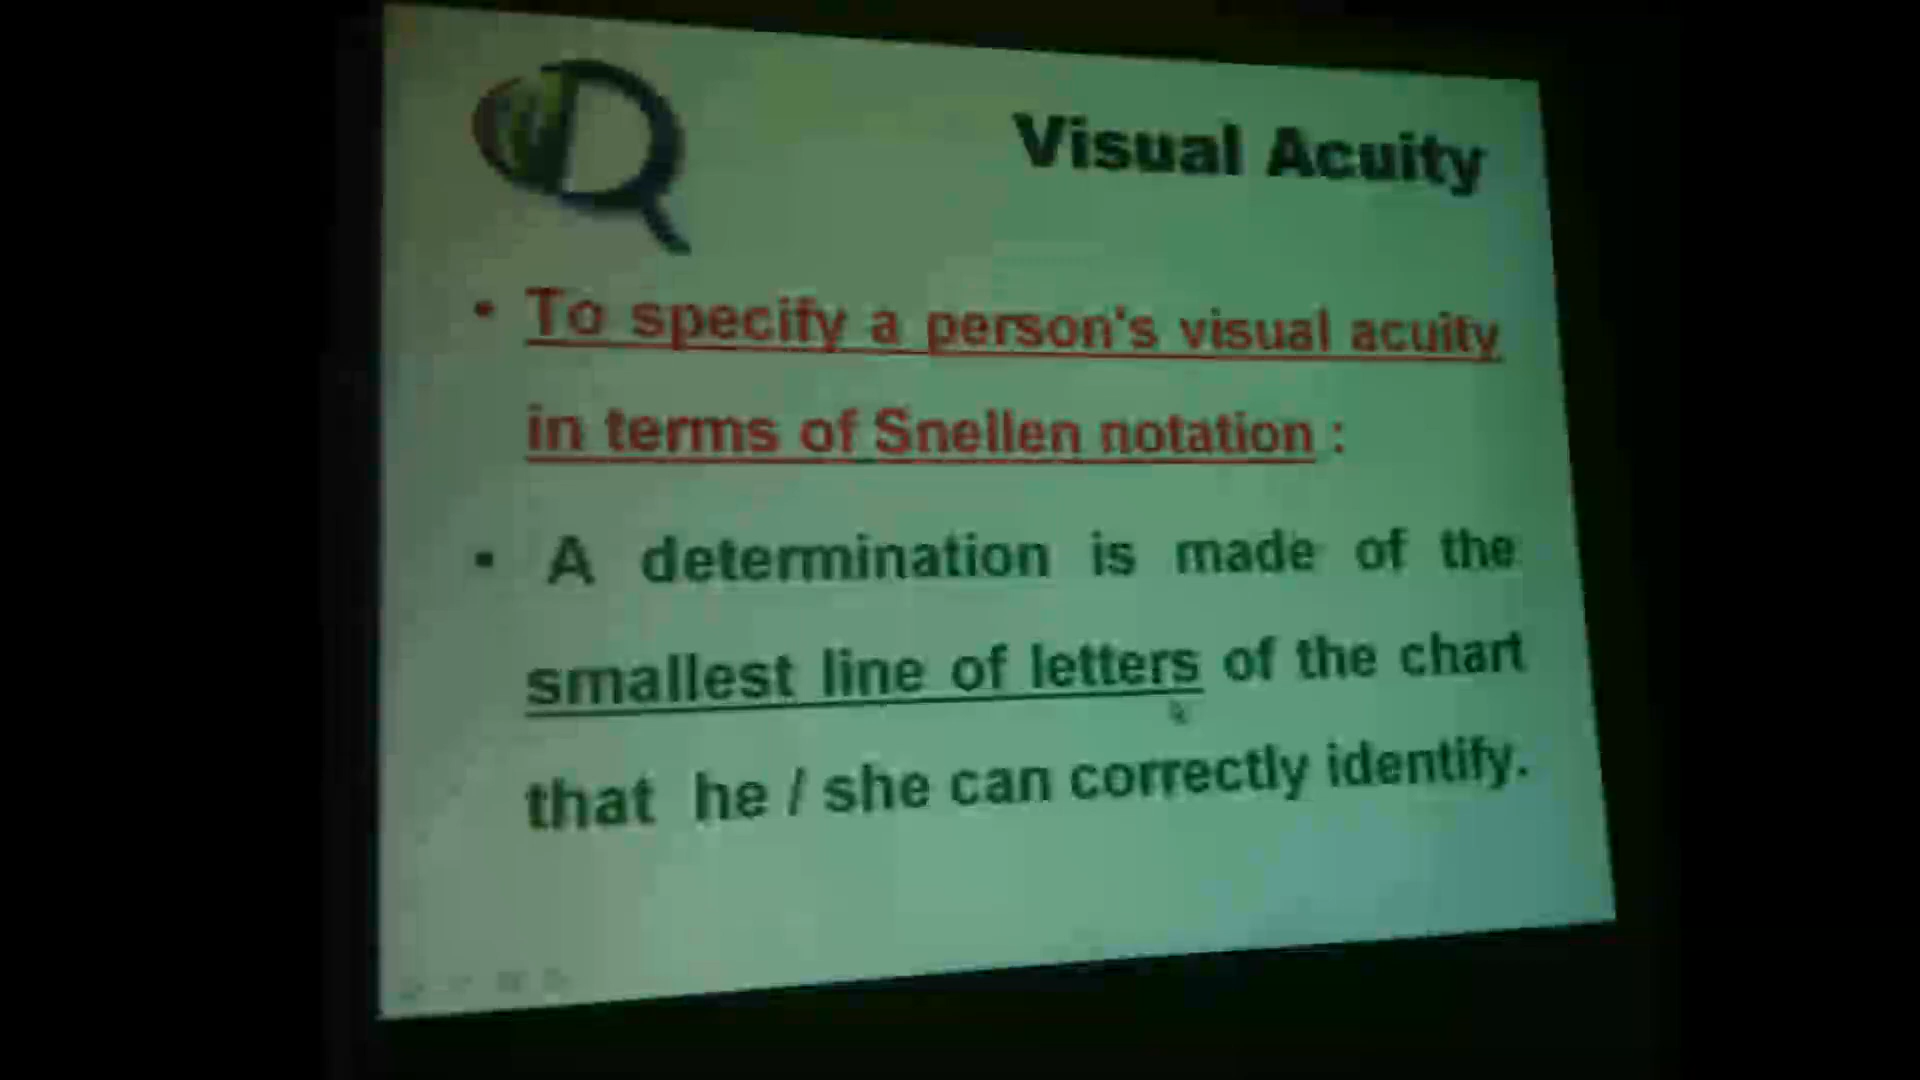 Visual Acuity
• To specify a person's visual acuity
in terms of Snellen notation :
• A determination is made of the
smallest line of letters of the chart
that he / she can correctly identify.